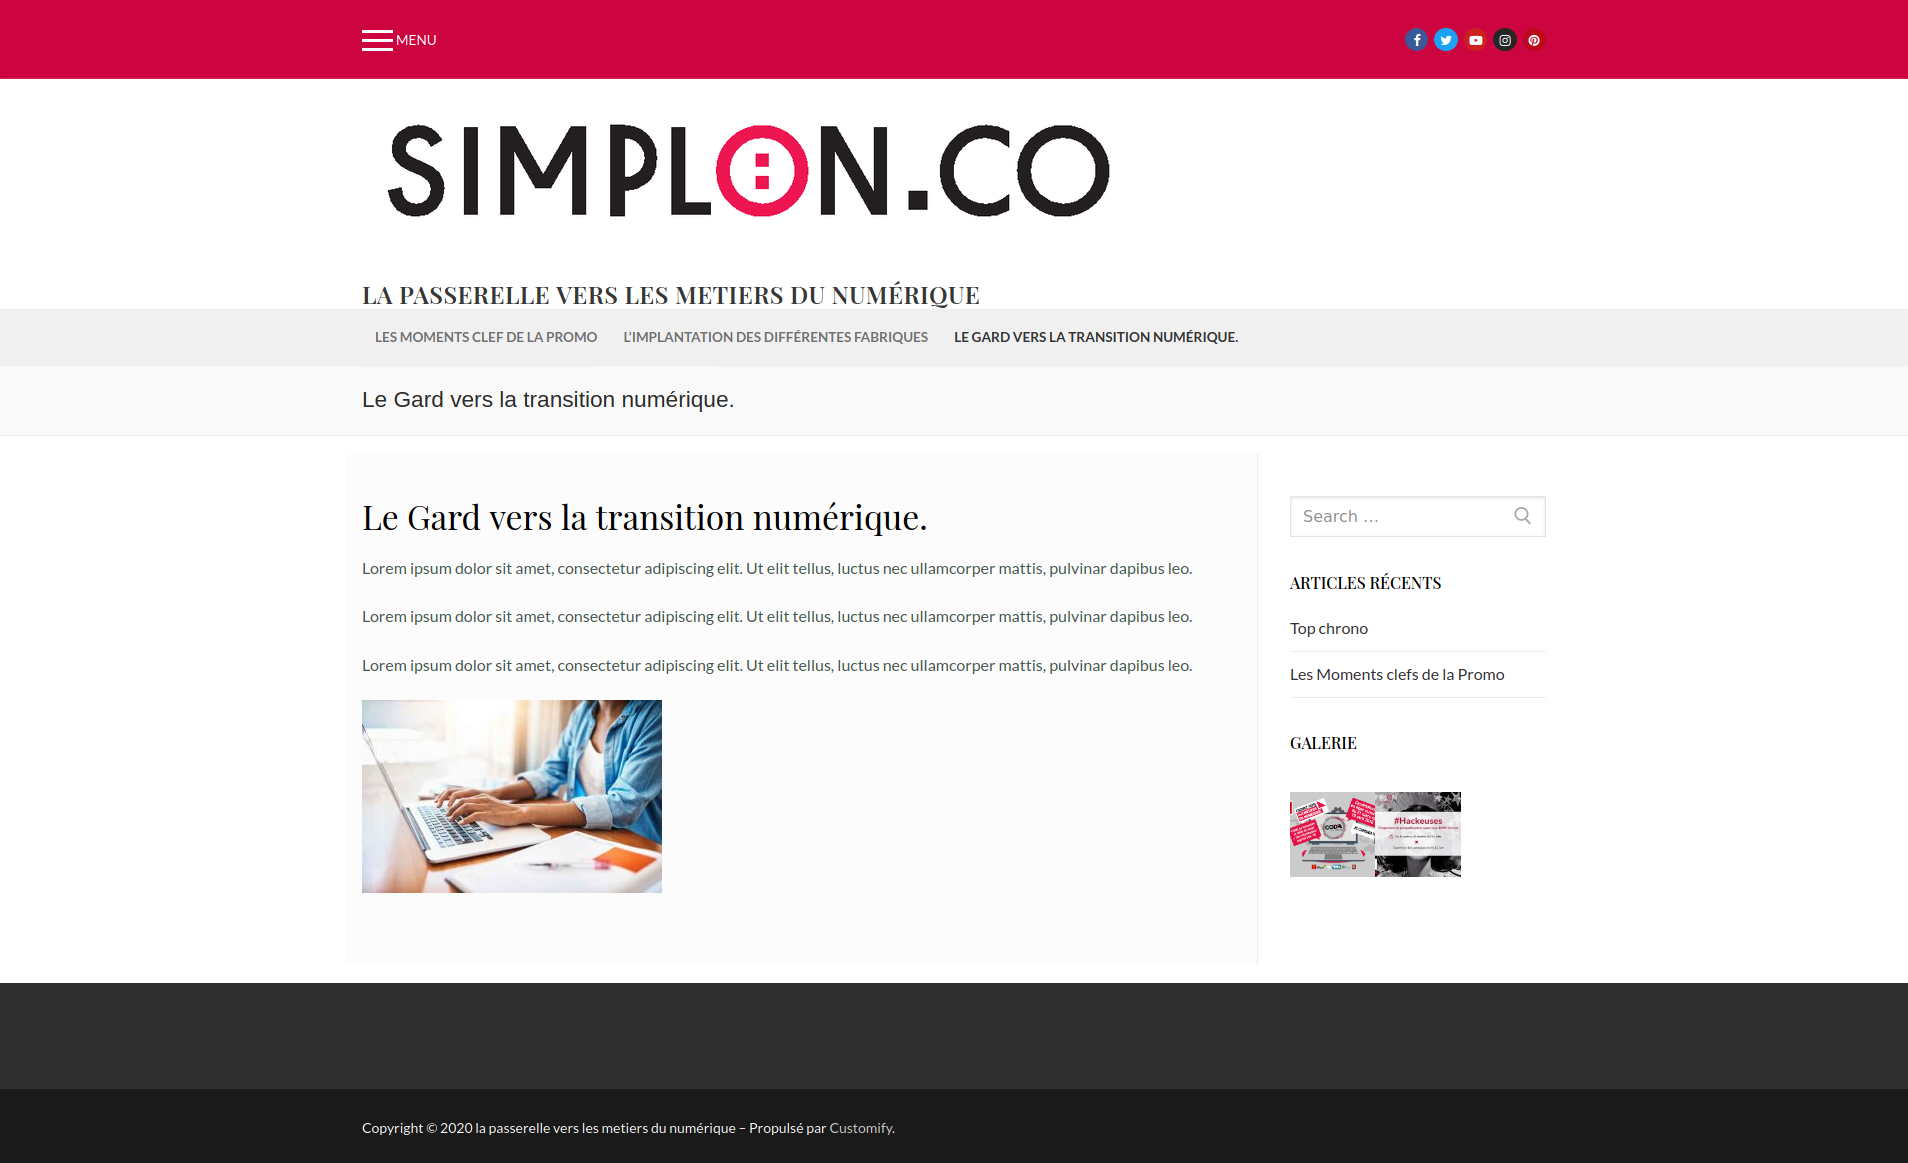 MENU
SIMPLON.CO
LA PASSERELLE VERS LES METIERS DU NUMÉRIQUE
LES MOMENTS CLEF DE LA PROMO L'IMPLANTATION DES DIFFÉRENTES FABRIQUES LE GARD VERS LA TRANSITION NUMÉRIQUE.
Le Gard vers la transition numérique.
Le Gard vers la transition numérique.
Lorem ipsum dolor sit amet, consectetur adipiscing elit. Ut elit tellus, luctus nec ullamcorper mattis, pulvinar dapibus leo.
Lorem ipsum dolor sit amet, consectetur adipiscing elit. Ut elit tellus, luctus nec ullamcorper mattis, pulvinar dapibus leo.
Lorem ipsum dolor sit amet, consectetur adipiscing elit. Ut elit tellus, luctus nec ullamcorper mattis, pulvinar dapibus leo.
Search …
ARTICLES RÉCENTS
Top chrono
Les Moments clefs de la Promo
GALERIE
#Hackeuses
Copyright © 2020 la passerelle vers les metiers du numérique – Propulsé par Customify.